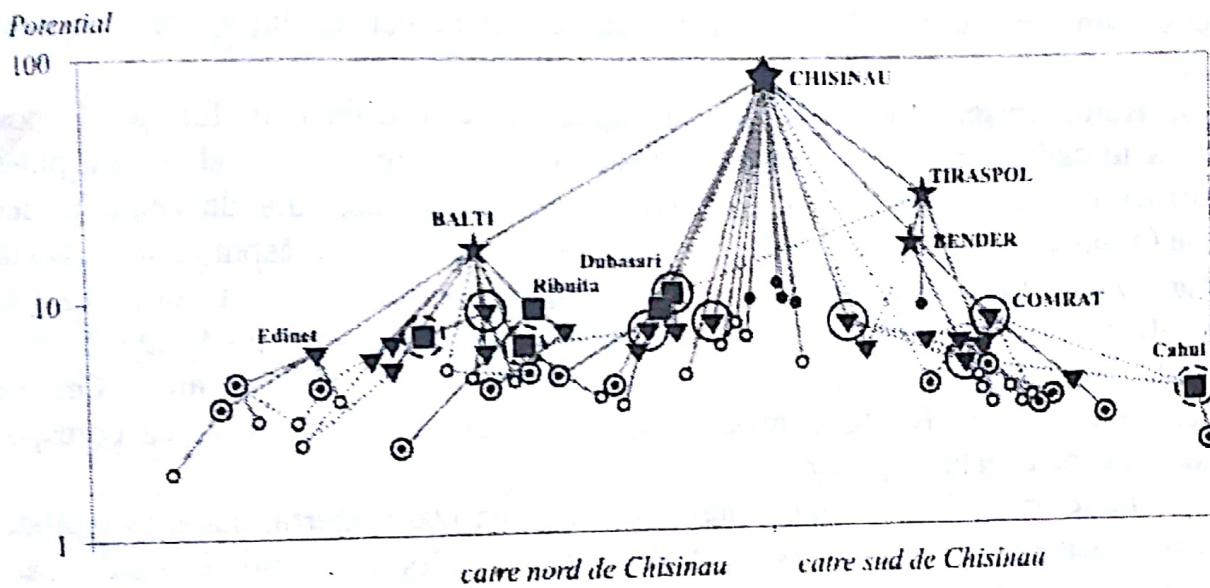 Potential
100
CHISINAU
TIRASPOL
BALTI
BENDER
Dubasari
Ribnita
10
COMRAT
Edinet
Cahul
1
catre nord de Chisinau
catre sud de Chisinau